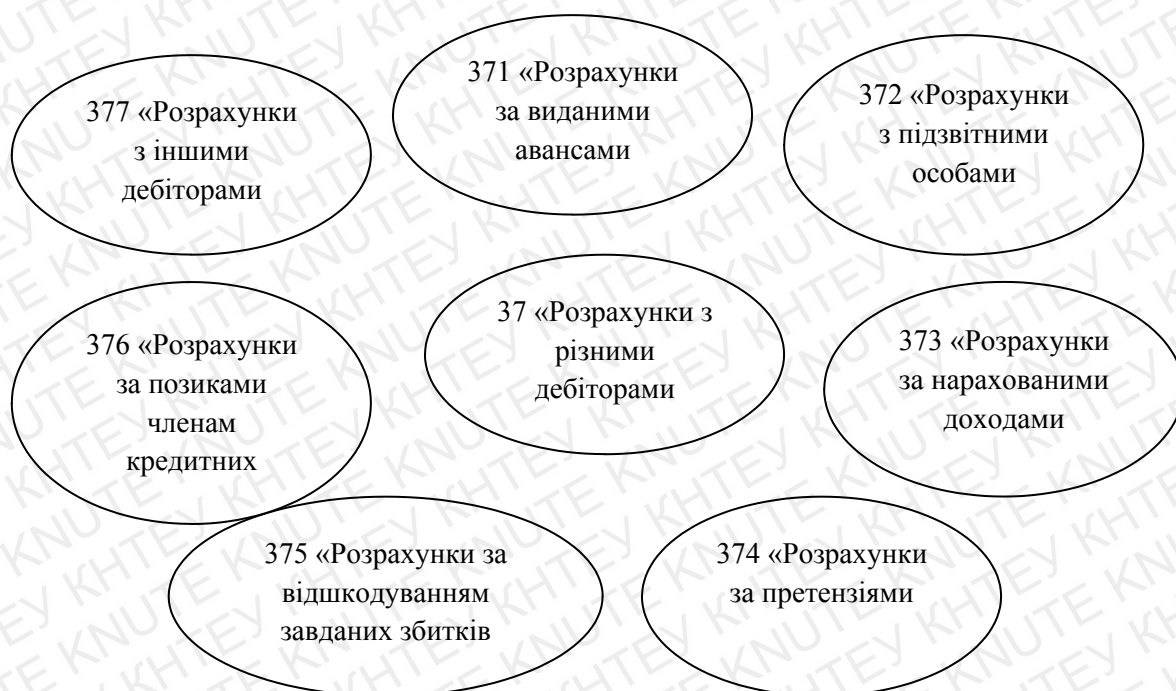 371 «Розрахунки
за виданими
авансами
377 «Розрахунки
з іншими
дебіторами
372 «Розрахунки
з підзвітними
особами
37 «Розрахунки з
різними
дебіторами
376 «Розрахунки
за позиками
членам
кредитних
373 «Розрахунки
за нарахованими
доходами
375 «Розрахунки за
відшкодуванням
завданих збитків
374 «Розрахунки
за претензіями